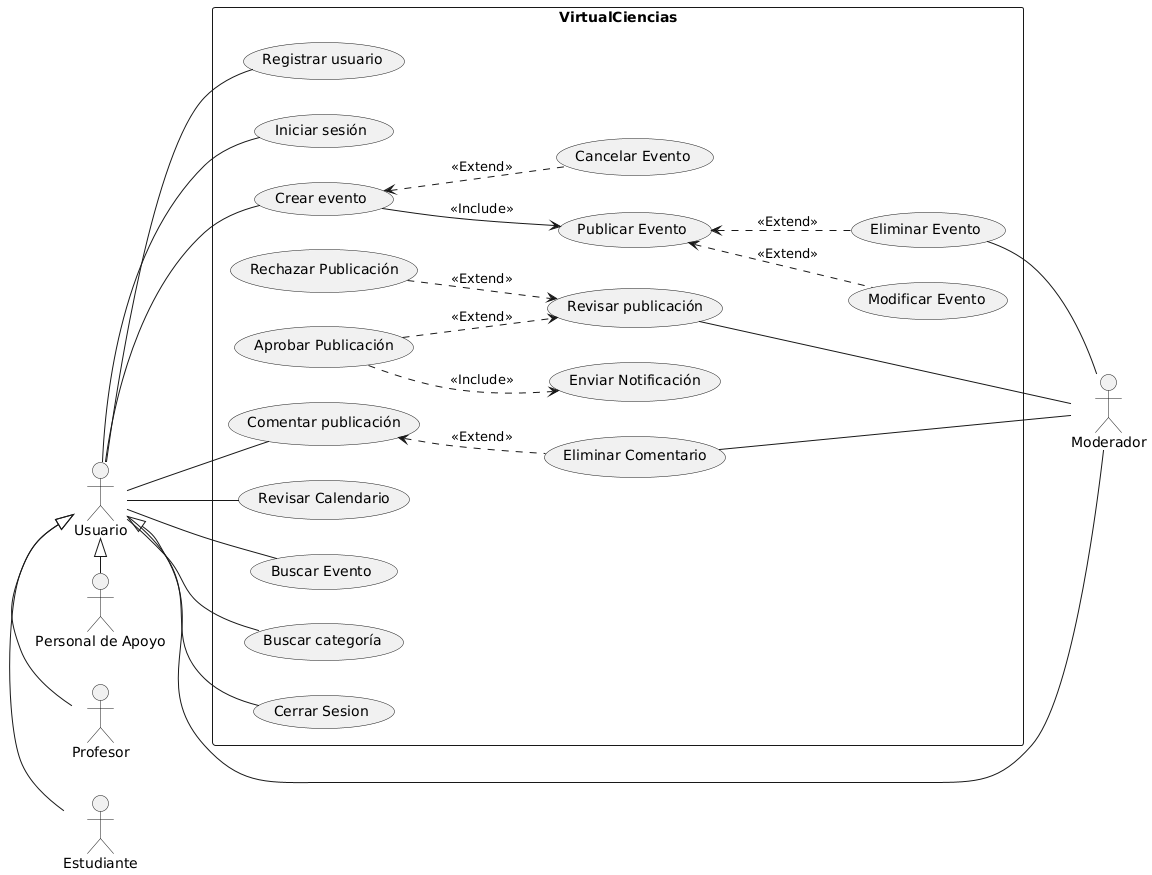 VirtualCiencias
Registrar usuario
Iniciar sesión
Cancelar Evento
«Extend»
Crear evento
«Include»
Publicar Evento
«Extend»
Eliminar Evento
«Extend»
Modificar Evento
Rechazar Publicación
«Extend»
Revisar publicación
«Extend»
Aprobar Publicación
«Include»
Enviar Notificación
Comentar publicación
«Extend»
Eliminar Comentario
Moderador
Revisar Calendario
Usuario
Buscar Evento
Personal de Apoyo
Buscar categoría
Cerrar Sesion
Profesor
Estudiante